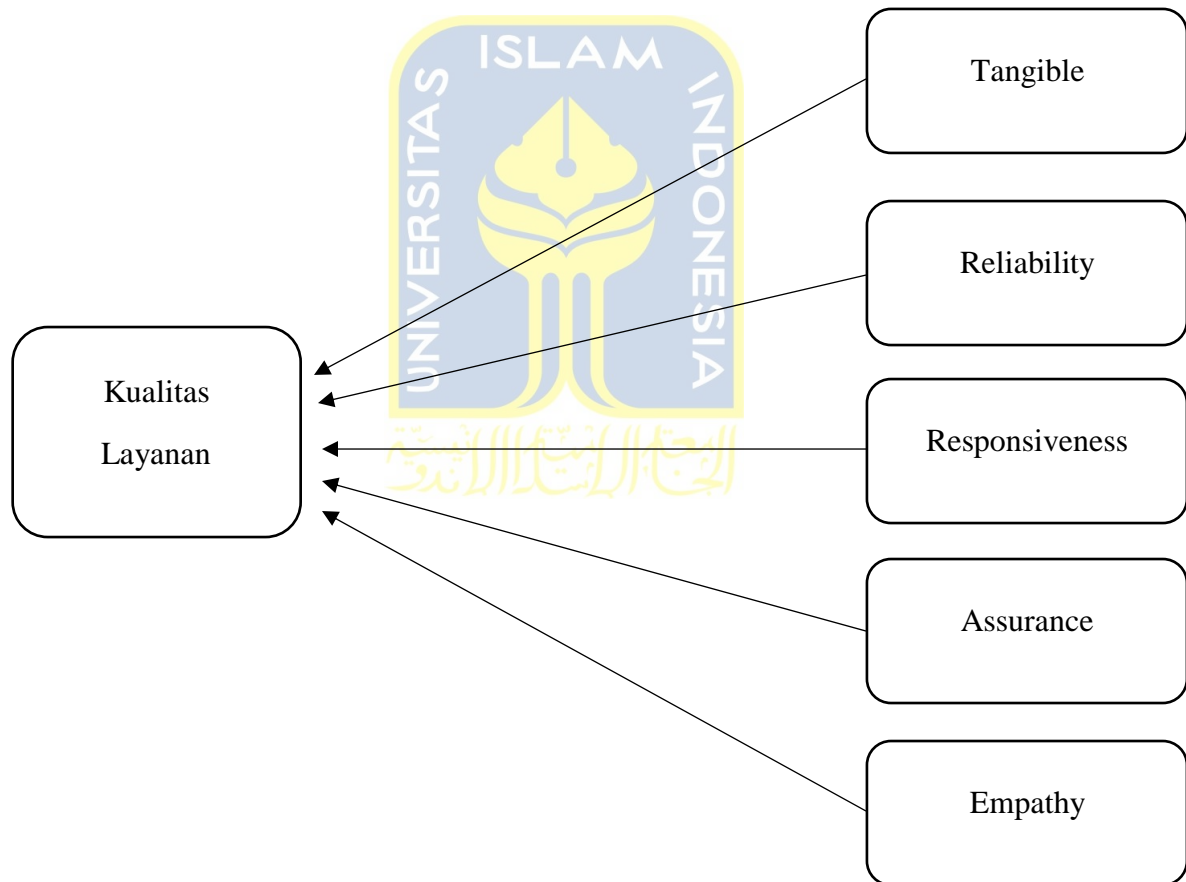 UNIVERSITAS ISLAM INDONESIA
Tangible
Reliability
Kualitas
Layanan
Responsiveness
Assurance
Empathy